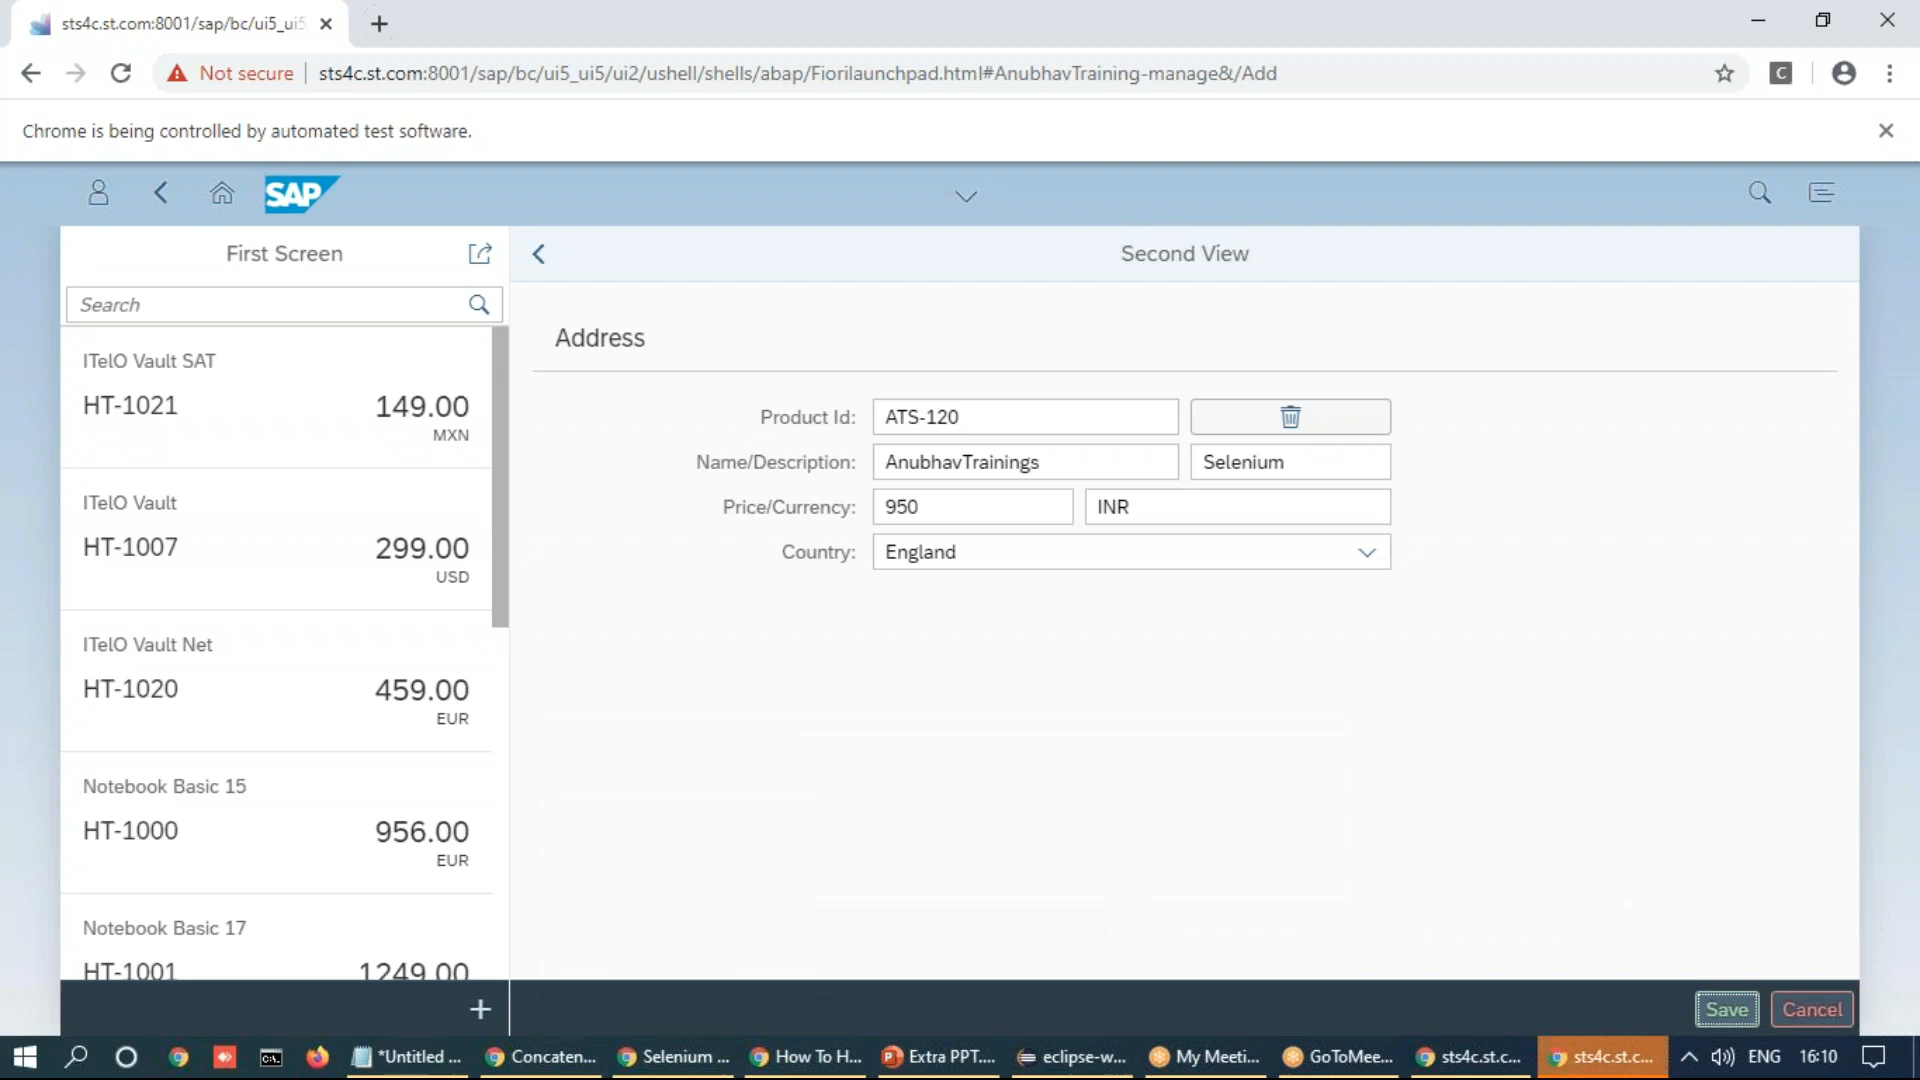 sts4c.st.com:8001/sap/bc/ui5_ui5
Not secure
sts4c.st.com:8001/sap/bc/ui5_ui5/ui2/ushell/shells/abap/Fiorilaunchpad.html#AnubhavTraining-manage&/Add
C
Chrome is being controlled by automated test software.
SAP
First Screen
Second View
Search
Address
ITelO Vault SAT
HT-1021 149.00
MXN
ITelO Vault
HT-1007 299.00
USD
ITelO Vault Net
HT-1020 459.00
EUR
Notebook Basic 15
HT-1000 956.00
EUR
Notebook Basic 17
HT-1001 1249.00
Product Id: ATS-120
Name/Description: AnubhavTrainings Selenium
Price/Currency: 950 INR
Country: England
Save Cancel
*Untitled ...
Concaten...
Selenium ...
How To H...
Extra PPT....
eclipse-w...
My Meeti...
GoToMee...
sts4c.st.c...
sts4c.st.c...
ENG
16:10